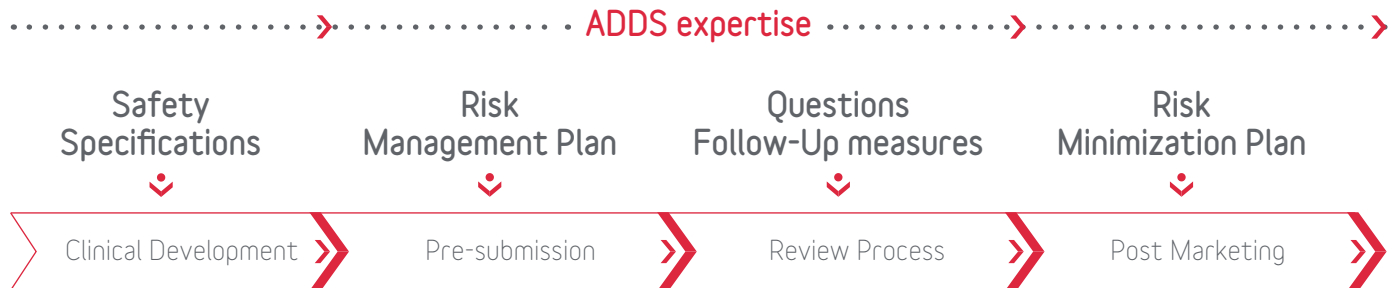 ADDS expertise
Safety
Specifications
Risk
Management Plan
Questions
Follow-Up measures
Risk
Minimization Plan
Clinical Development
Pre-submission
Review Process
Post Marketing